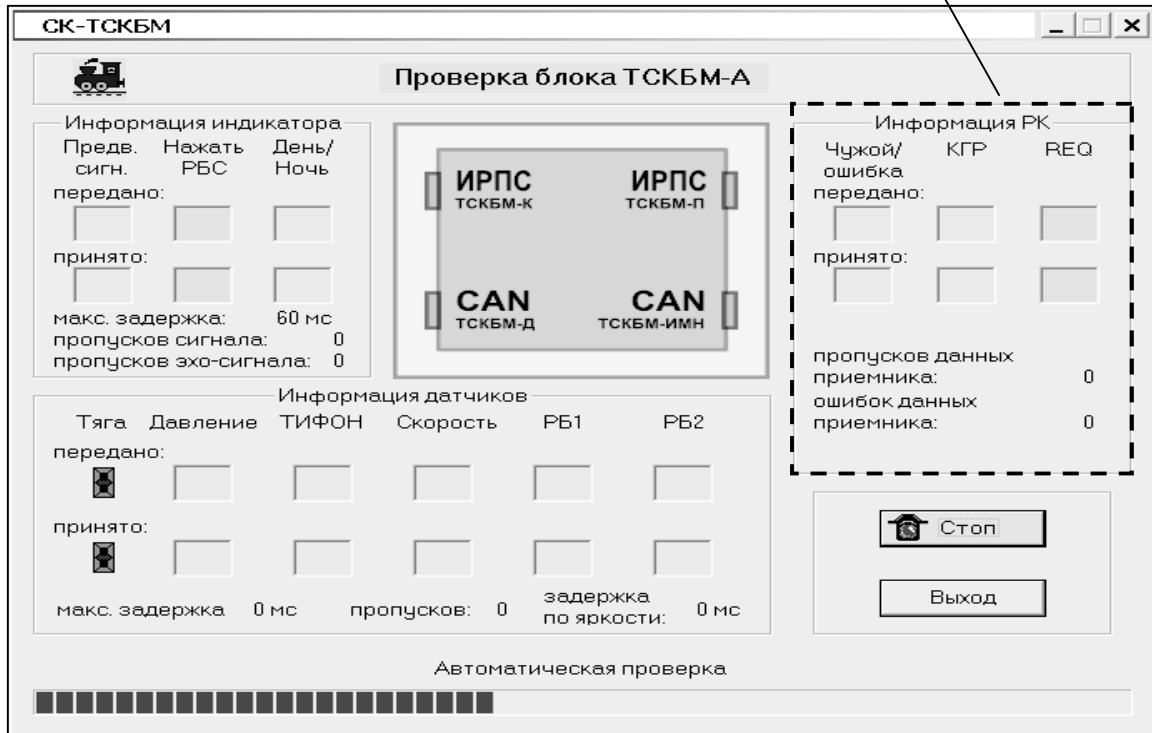 СК-ТСКБМ
Проверка блока ТСКБМ-А
Информация индикатора
Предв. сигн.
Нажать РБС
День/ Ночь
передано:
принято:
макс. задержка: 60 мс
пропусков сигнала: 0
пропусков эхо-сигнала: 0
ИРПС
ТСКБМ-К
ИРПС
ТСКБМ-П
CAN
ТСКБМ-Д
CAN
ТСКБМ-ИМН
Информация РК
Чужой/ ошибка
КГР
REQ
передано:
принято:
пропусков данных
приемника: 0
ошибок данных
приемника: 0
Информация датчиков
Тяга Давление ТИФОН Скорость РБ1 РБ2
передано:
принято:
макс. задержка 0 мс
пропусков: 0
задержка
по яркости: 0 мс
Стоп
Выход
Автоматическая проверка